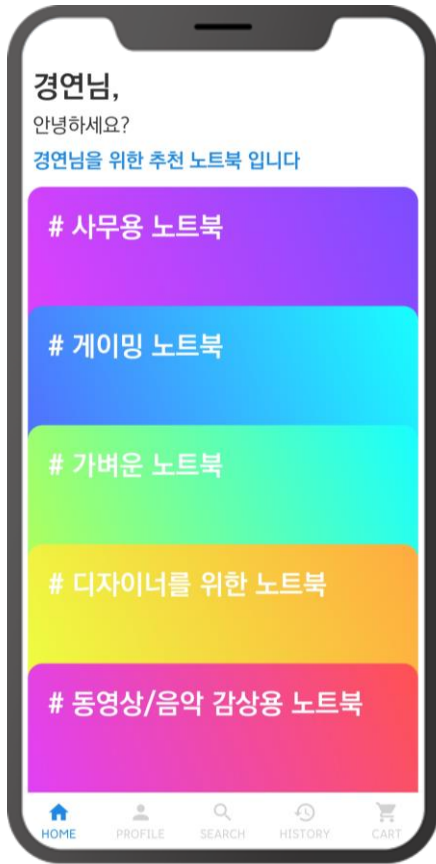 경연님,
안녕하세요?
경연님을 위한 추천 노트북 입니다
# 사무용 노트북
# 게이밍 노트북
# 가벼운 노트북
# 디자이너를 위한 노트북
# 동영상/음악 감상용 노트북
HOME PROFILE SEARCH HISTORY CART